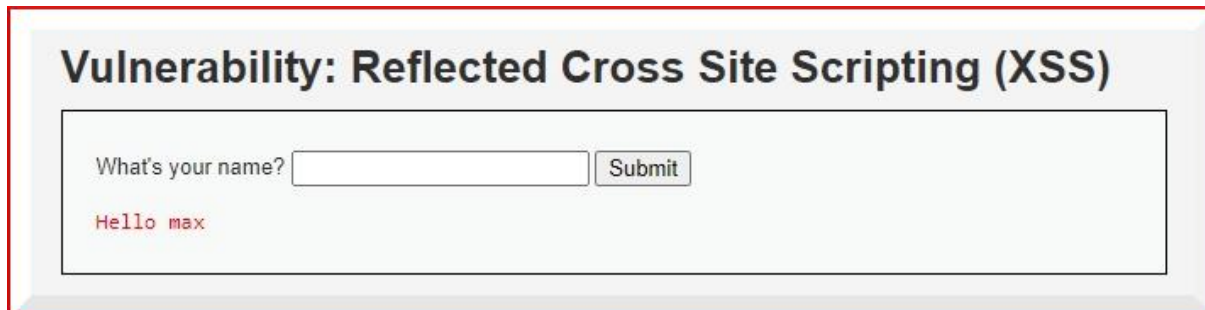 Vulnerability: Reflected Cross Site Scripting (XSS)
What's your name? Submit
Hello max